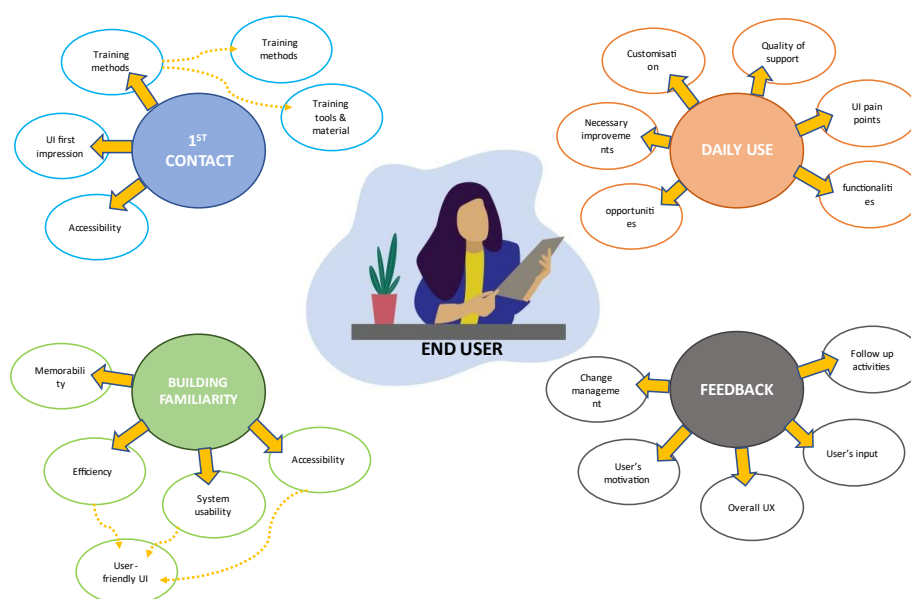 Training
methods
Training
methods
Training
tools &
material
1ST
CONTACT
UI first
impression
Accessibility
Customisati
on
Quality of
support
Necessary
improveme
nts
UI pain
points
DAILY USE
opportuniti
es
functionaliti
es
END USER
Memorabili
ty
BUILDING
FAMILIARITY
Efficiency
System
usability
Accessibility
User-
friendly UI
Change
manageme
nt
FEEDBACK
Follow up
activities
User's
motivation
Overall UX
User's input